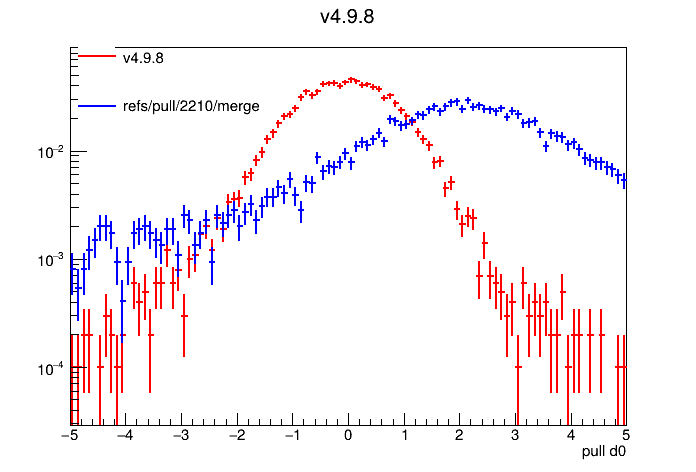 v4.9.8
v4.9.8
refs/pull/2210/merge
10⁻²
10⁻³
10⁻⁴
−5 −4 −3 −2 −1 0 1 2 3 4 5
pull d0